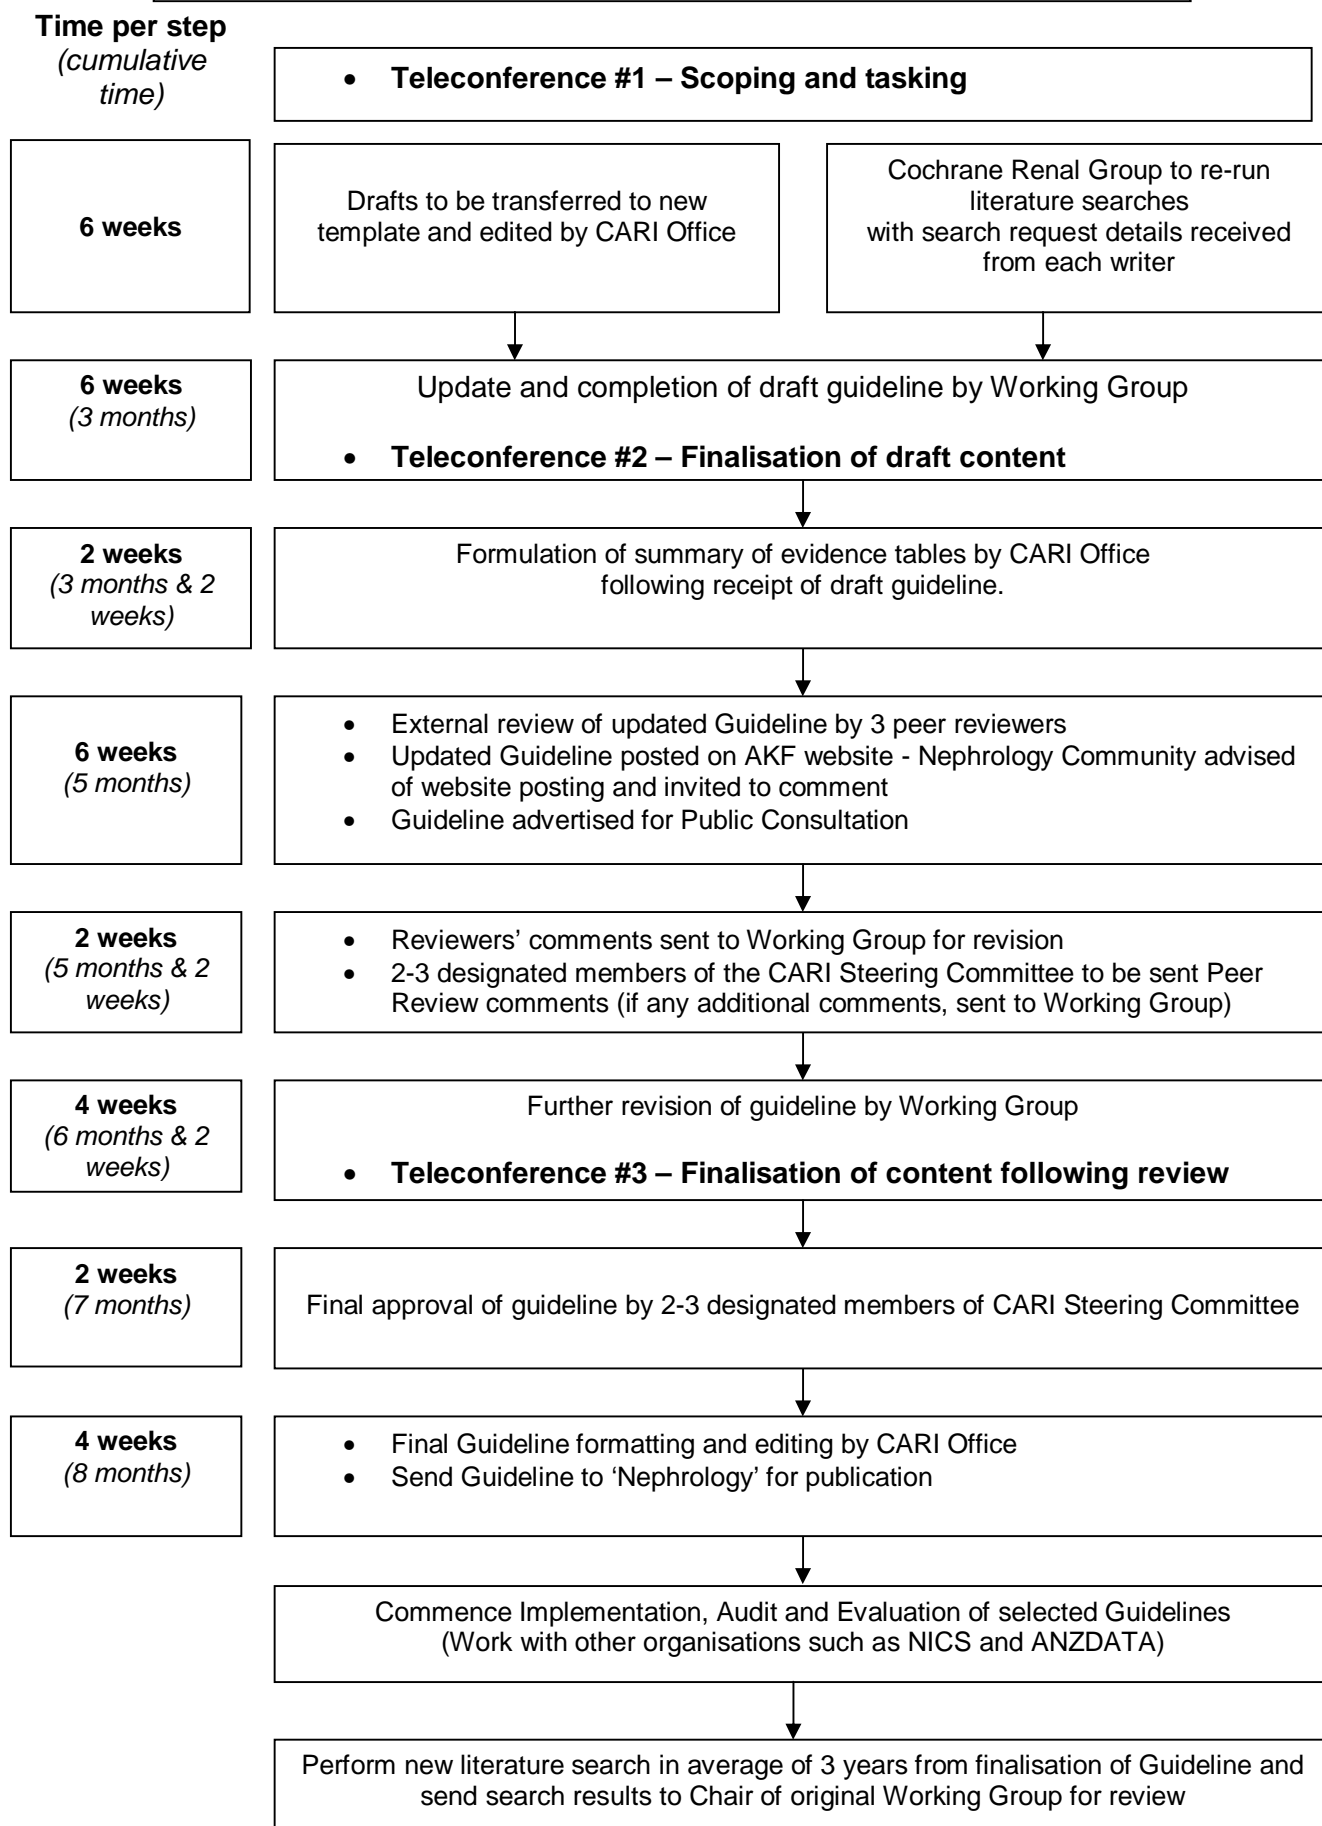 Time per step
(cumulative
time)
• Teleconference #1 – Scoping and tasking
6 weeks
Drafts to be transferred to new
template and edited by CARI Office
Cochrane Renal Group to re-run
literature searches
with search request details received
from each writer
6 weeks
(3 months)
Update and completion of draft guideline by Working Group
• Teleconference #2 – Finalisation of draft content
2 weeks
(3 months & 2
weeks)
Formulation of summary of evidence tables by CARI Office
following receipt of draft guideline.
6 weeks
(5 months)
• External review of updated Guideline by 3 peer reviewers
• Updated Guideline posted on AKF website - Nephrology Community advised
of website posting and invited to comment
• Guideline advertised for Public Consultation
2 weeks
(5 months & 2
weeks)
• Reviewers’ comments sent to Working Group for revision
• 2-3 designated members of the CARI Steering Committee to be sent Peer
Review comments (if any additional comments, sent to Working Group)
4 weeks
(6 months & 2
weeks)
Further revision of guideline by Working Group
• Teleconference #3 – Finalisation of content following review
2 weeks
(7 months)
Final approval of guideline by 2-3 designated members of CARI Steering Committee
4 weeks
(8 months)
• Final Guideline formatting and editing by CARI Office
• Send Guideline to ‘Nephrology’ for publication
Commence Implementation, Audit and Evaluation of selected Guidelines
(Work with other organisations such as NICS and ANZDATA)
Perform new literature search in average of 3 years from finalisation of Guideline and
send search results to Chair of original Working Group for review